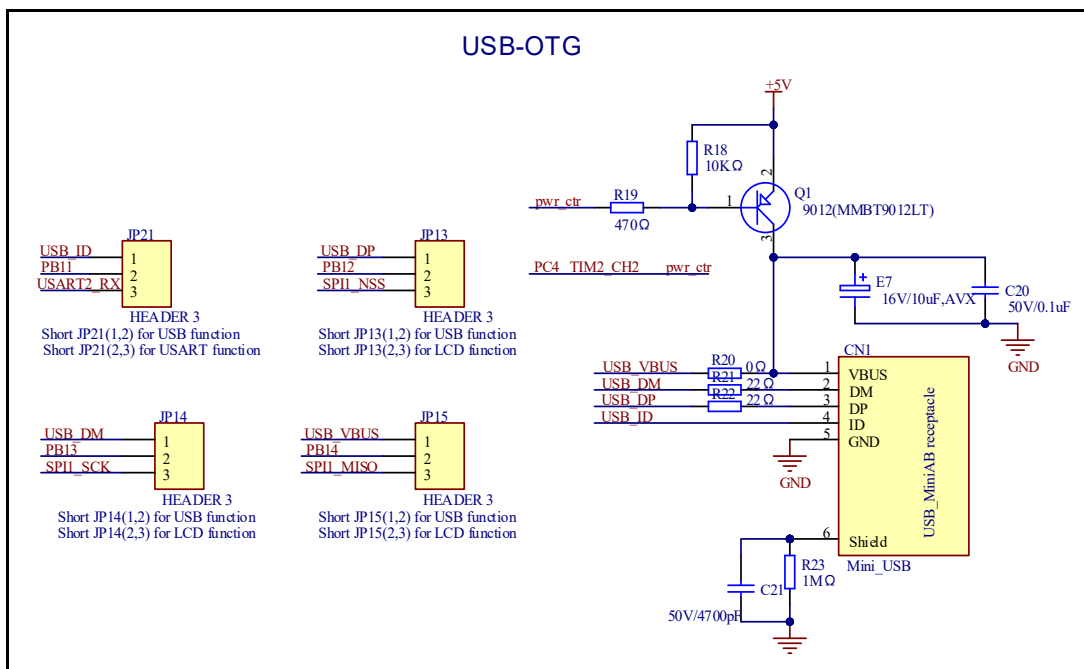 USB-OTG
+5V
R18
10KΩ
2
Q1
1
9012(MMBT9012LT)
3
pwr_ctr
R19
470Ω
PC4 TIM2_CH2 pwr_ctr
E7
+
16V/10uF,AVX
C20
50V/0.1uF
GND
JP21
USB_ID 1
PB11 2
USART2_RX 3
HEADER 3
Short JP21(1,2) for USB function
Short JP21(2,3) for USART function
JP13
USB_DP 1
PB12 2
SPI1_NSS 3
HEADER 3
Short JP13(1,2) for USB function
Short JP13(2,3) for LCD function
CN1
USB_VBUS R20 0Ω 1 VBUS
USB_DM R21 22Ω 2 DM
USB_DP R22 22Ω 3 DP
USB_ID 4 ID
5 GND
GND
USB_MiniAB receptacle
6 Shield
Mini_USB
JP14
USB_DM 1
PB13 2
SPI1_SCK 3
HEADER 3
Short JP14(1,2) for USB function
Short JP14(2,3) for LCD function
JP15
USB_VBUS 1
PB14 2
SPI1_MISO 3
HEADER 3
Short JP15(1,2) for USB function
Short JP15(2,3) for LCD function
R23
1MΩ
C21
50V/4700pF